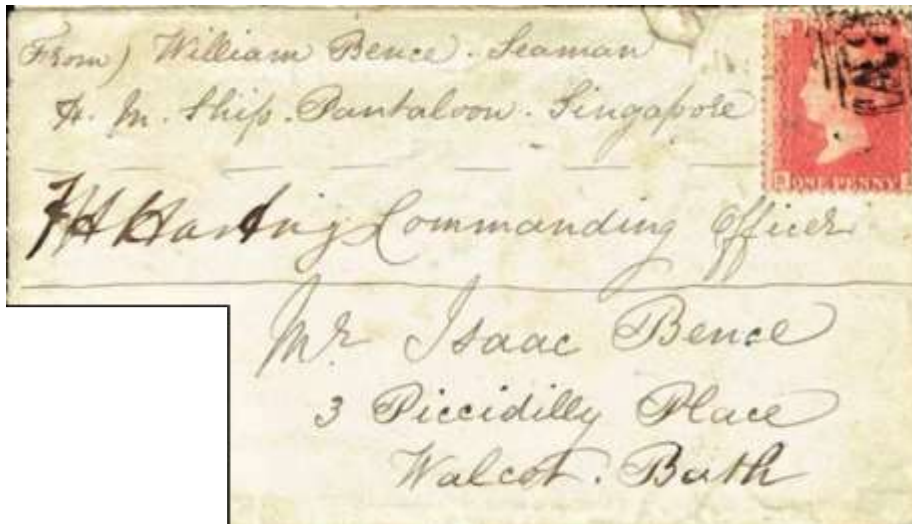 From) William Bence. Seaman
H. M. Ship. Pantaloon. Singapore
Commanding Officer
Mr Isaac Bence
3 Piccidilly Place
Walcot. Bath
ONE PENNY